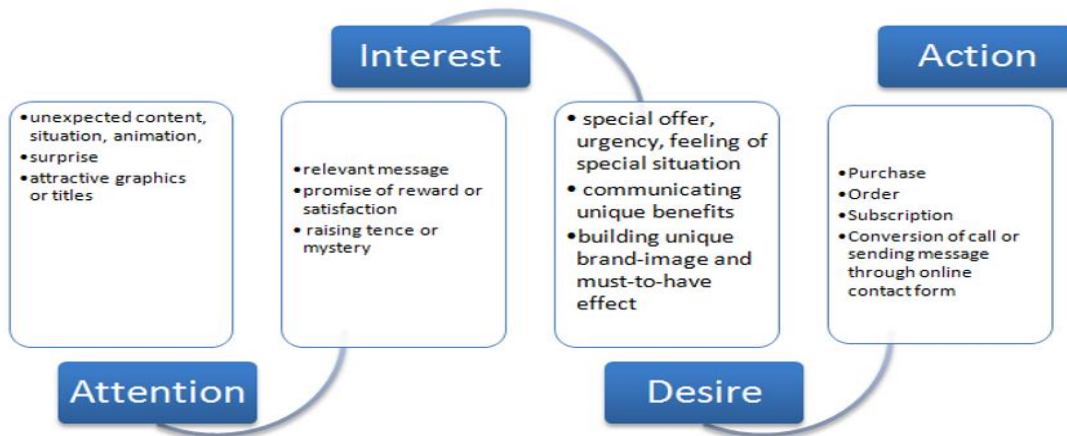 Attention
•unexpected content,
situation, animation,
•surprise
•attractive graphics
or titles
Interest
•relevant message
•promise of reward or
satisfaction
• raising tence or
mystery
Desire
• special offer,
urgency, feeling of
special situation
• communicating
unique benefits
•building unique
brand-image and
must-to-have
effect
Action
•Purchase
•Order
•Subscription
•Conversion of call or
sending message
through online
contact form